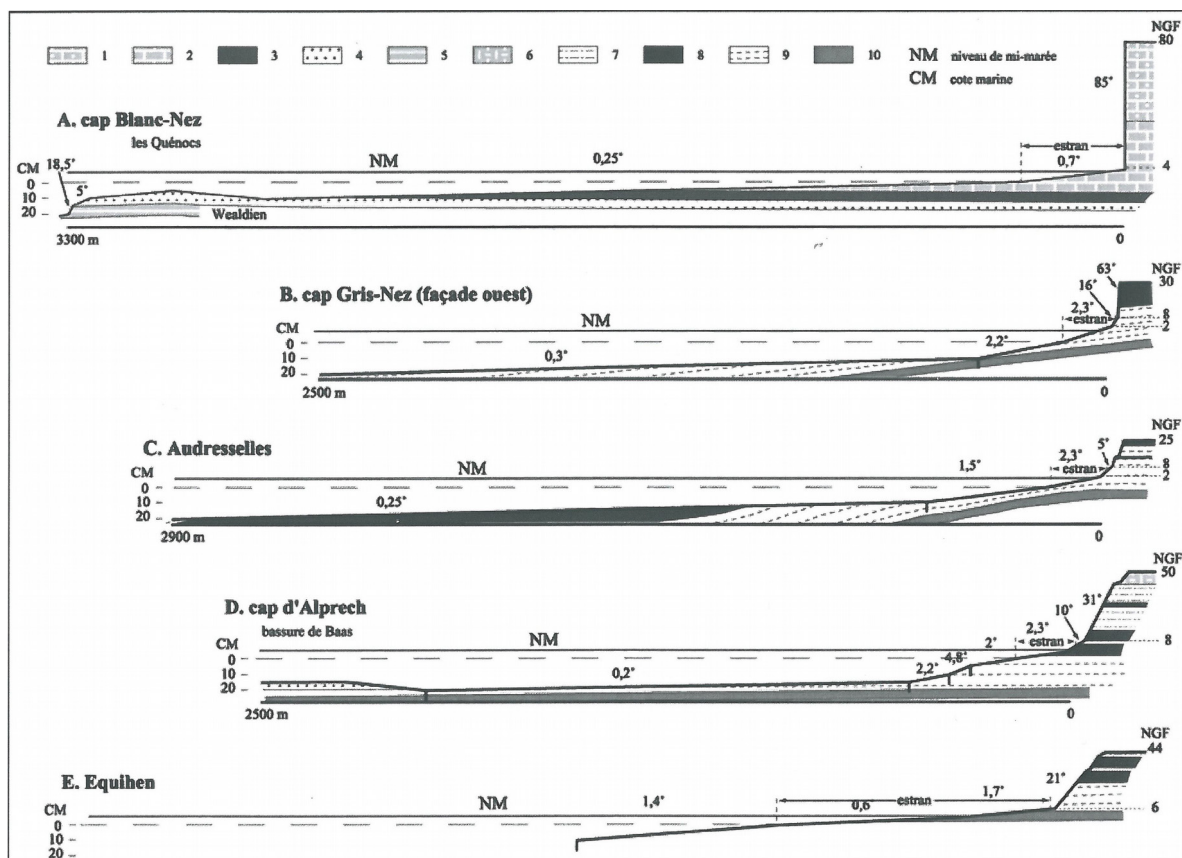 1 2 3 4 5 6 7 8 9 10 NM niveau de mi-marée NGF
CM cote marine 80
85°
A. cap Blanc-Nez
les Quénocs
CM 18,5° 5° NM 0,25° estran 0,7° 4
0
10
20 Wealdien
3300 m 0
B. cap Gris-Nez (façade ouest) 63° NGF
16° 30
2,3°
estran 8
CM NM 2
0 2,2°
10 0,3°
20
2500 m 0
C. Audresselles NGF
5° 25
2,3°
CM NM 1,5° estran 8
0 2
10 0,25°
20
2900 m 0
NGF
50
D. cap d'Alprech 31°
bassure de Baas 10°
2,3°
CM NM 2° estran 8
0 4,8°
10 0,2° 2,2°
20
2500 m 0
NGF
44
E. Equihen 21°
CM NM 1,4° estran 1,7°
0 0,6 6
10
20